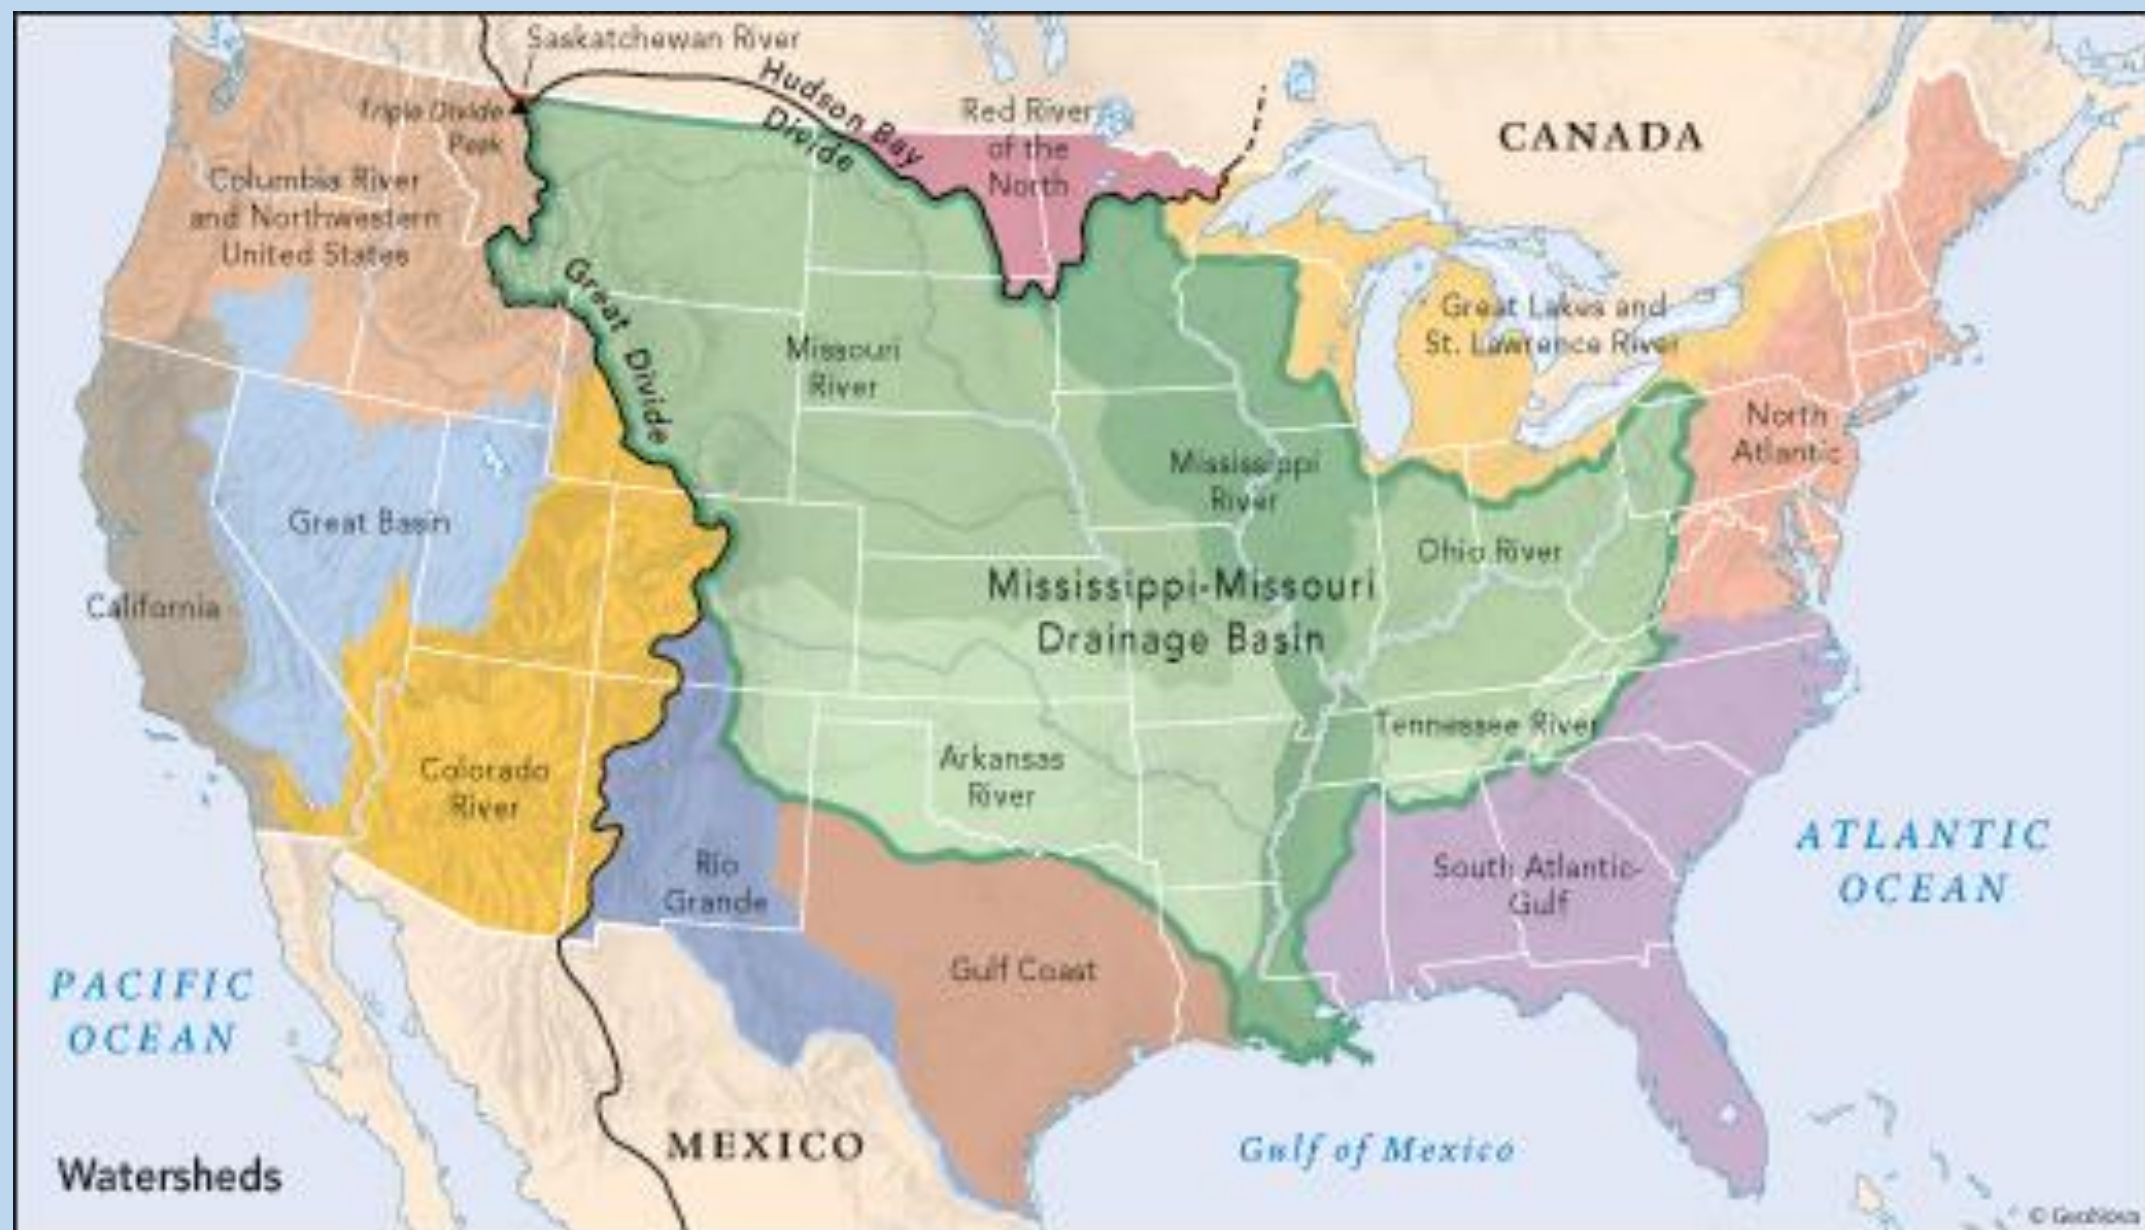 Saskatchewan River
Hudson Bay
Divide
Triple Divide
Peak
Red River
of the
North
CANADA
Columbia River
and Northwestern
United States
Great Divide
Missouri
River
Great Lakes and
St. Lawrence River
North
Atlantic
Mississippi
River
Great Basin
Ohio River
Mississippi-Missouri
Drainage Basin
California
Tennessee River
Colorado
River
Arkansas
River
Rio
Grande
South Atlantic-
Gulf
ATLANTIC
OCEAN
Gulf Coast
PACIFIC
OCEAN
MEXICO
Gulf of Mexico
Watersheds
© GeoNova